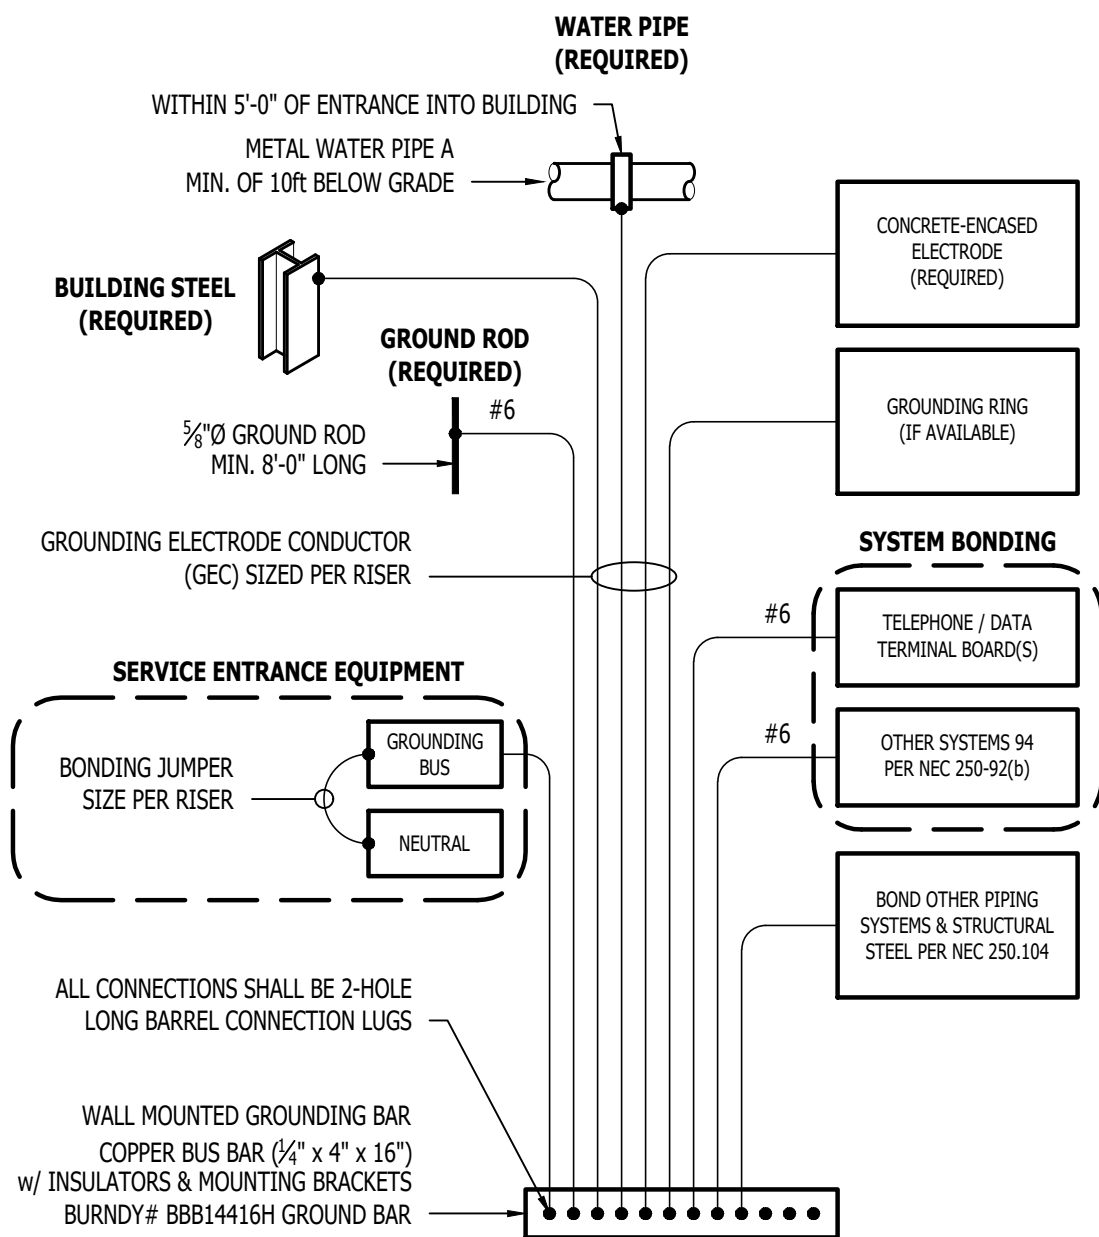 WATER PIPE
(REQUIRED)
WITHIN 5'-0" OF ENTRANCE INTO BUILDING
METAL WATER PIPE A
MIN. OF 10ft BELOW GRADE
CONCRETE-ENCASED
ELECTRODE
(REQUIRED)
BUILDING STEEL
(REQUIRED)
GROUND ROD
(REQUIRED)
#6
⅝"Ø GROUND ROD
MIN. 8'-0" LONG
GROUNDING RING
(IF AVAILABLE)
GROUNDING ELECTRODE CONDUCTOR
(GEC) SIZED PER RISER
SYSTEM BONDING
#6
TELEPHONE / DATA
TERMINAL BOARD(S)
#6
OTHER SYSTEMS 94
PER NEC 250-92(b)
SERVICE ENTRANCE EQUIPMENT
GROUNDING
BUS
BONDING JUMPER
SIZE PER RISER
NEUTRAL
BOND OTHER PIPING
SYSTEMS & STRUCTURAL
STEEL PER NEC 250.104
ALL CONNECTIONS SHALL BE 2-HOLE
LONG BARREL CONNECTION LUGS
WALL MOUNTED GROUNDING BAR
COPPER BUS BAR (¼" x 4" x 16")
w/ INSULATORS & MOUNTING BRACKETS
BURNDY# BBB14416H GROUND BAR